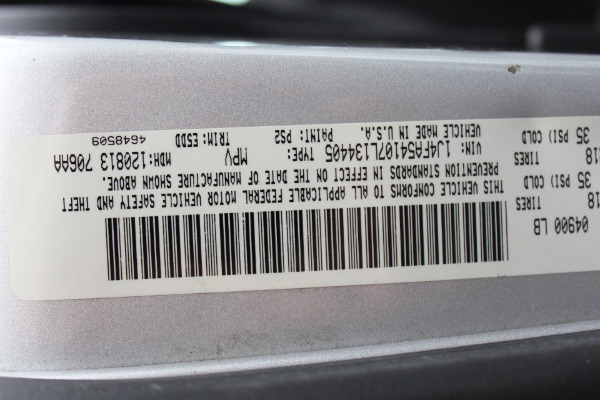 04900 LB
18 TIRES
35 PSI) COLD
18 TIRES
35 PSI) COLD
THIS VEHICLE CONFORMS TO ALL APPLICABLE FEDERAL MOTOR VEHICLE SAFETY AND THEFT
PREVENTION STANDARDS IN EFFECT ON THE DATE OF MANUFACTURE SHOWN ABOVE.
VIN: 1J4FA54107L134405 TYPE: MPV MDH:120813 706AA
VEHICLE MADE IN U.S.A. PAINT: PS2 TRIM: ESDD 4648509